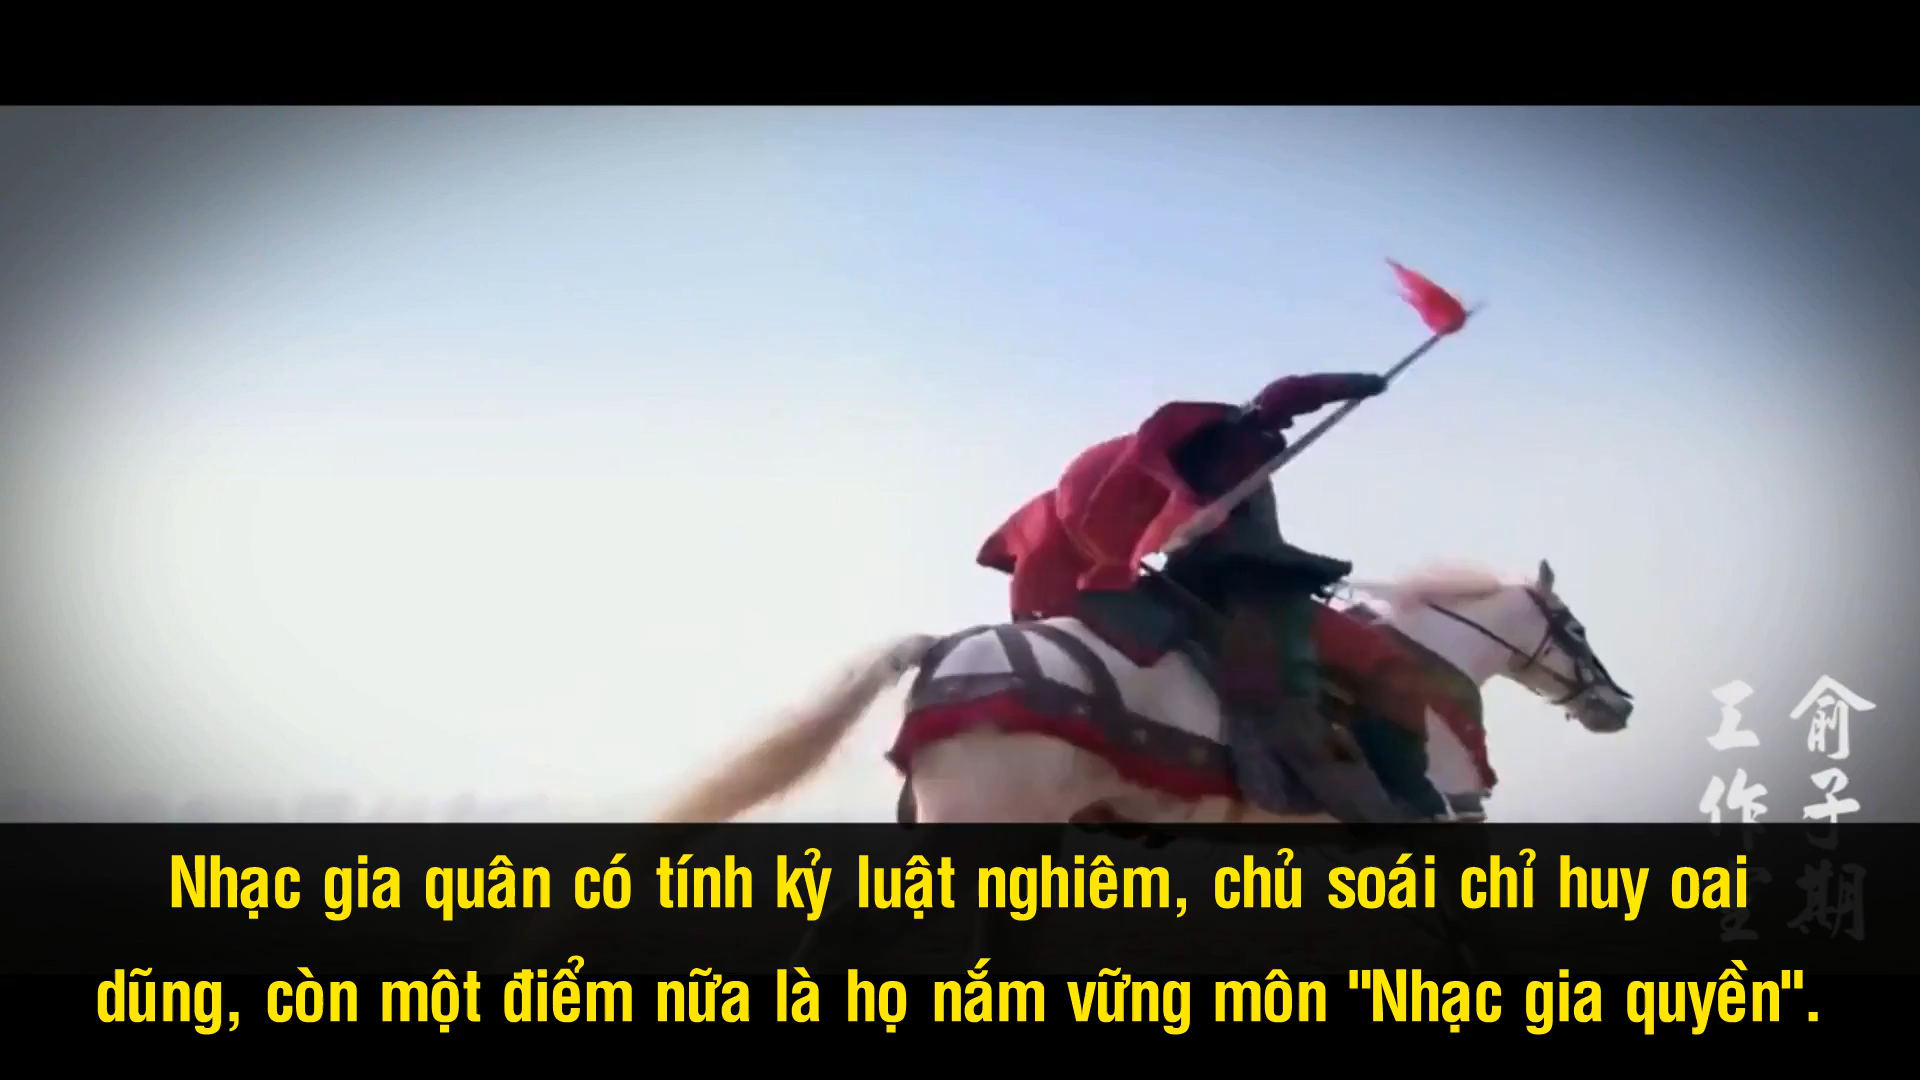 俞子期
工作室
Nhạc gia quân có tính kỷ luật nghiêm, chủ soái chỉ huy oai
dũng, còn một điểm nữa là họ nắm vững môn "Nhạc gia quyền".